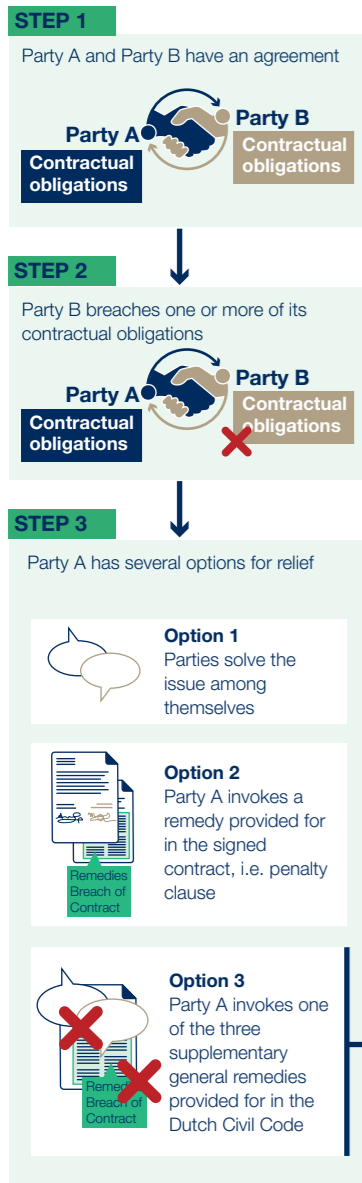 STEP 1
Party A and Party B have an agreement
Party A
Party B
Contractual
obligations
Contractual
obligations
STEP 2
Party B breaches one or more of its
contractual obligations
Party A
Party B
Contractual
obligations
Contractual
obligations
STEP 3
Party A has several options for relief
Option 1
Parties solve the
issue among
themselves
Option 2
Party A invokes a
remedy provided for
in the signed
contract, i.e. penalty
clause
Remedies
Breach of
Contract
Option 3
Party A invokes one
of the three
supplementary
general remedies
provided for in the
Dutch Civil Code
Remedies
Breach of
Contract